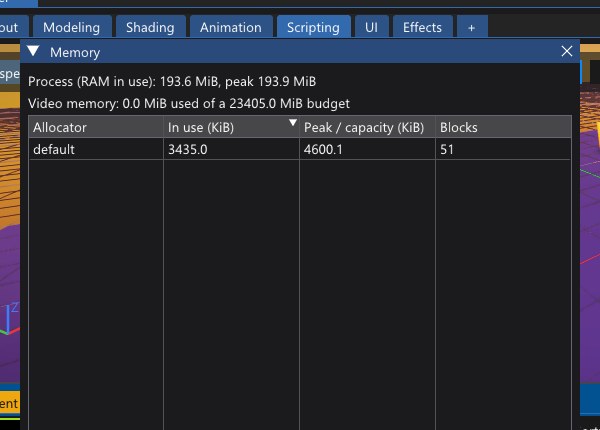 Modeling Shading Animation Scripting UI Effects +
Memory
Process (RAM in use): 193.6 MiB, peak 193.9 MiB
Video memory: 0.0 MiB used of a 23405.0 MiB budget
Allocator In use (KiB) Peak / capacity (KiB) Blocks
default 3435.0 4600.1 51
Z